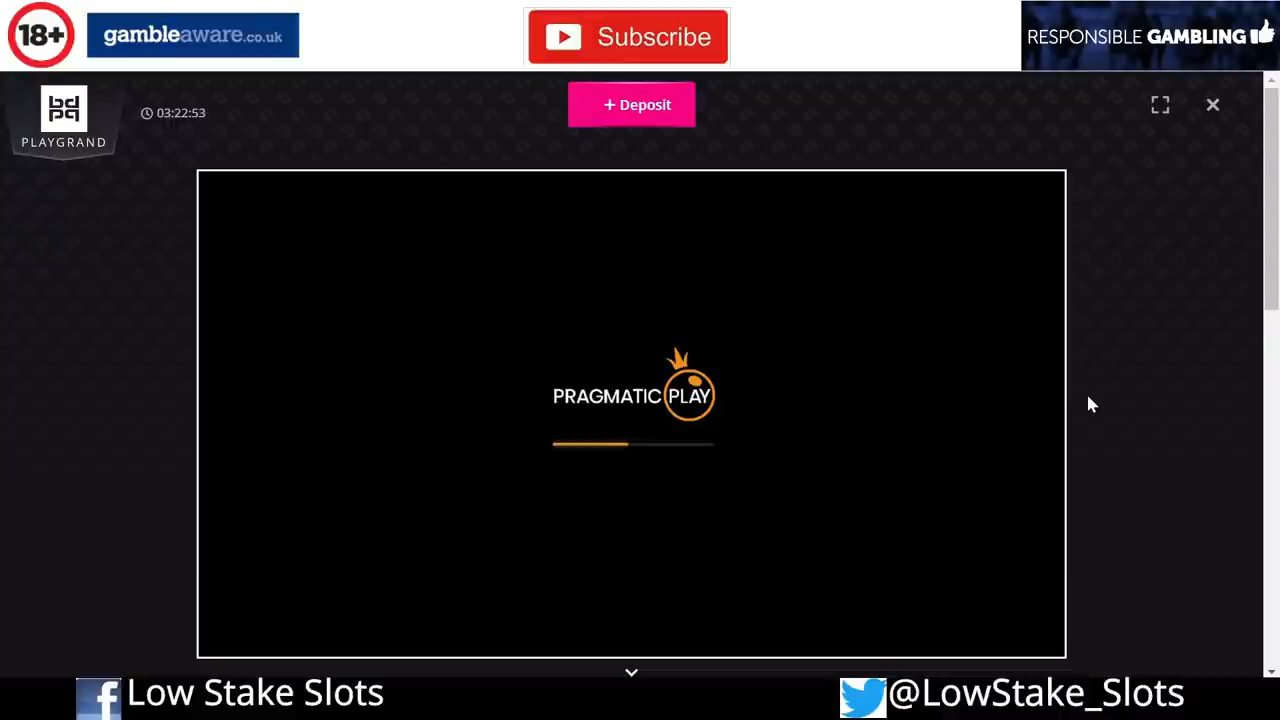 18+
gambleaware.co.uk
Subscribe
RESPONSIBLE GAMBLING
PLAYGRAND
03:22:53
+ Deposit
PRAGMATIC PLAY
f Low Stake Slots
@LowStake_Slots